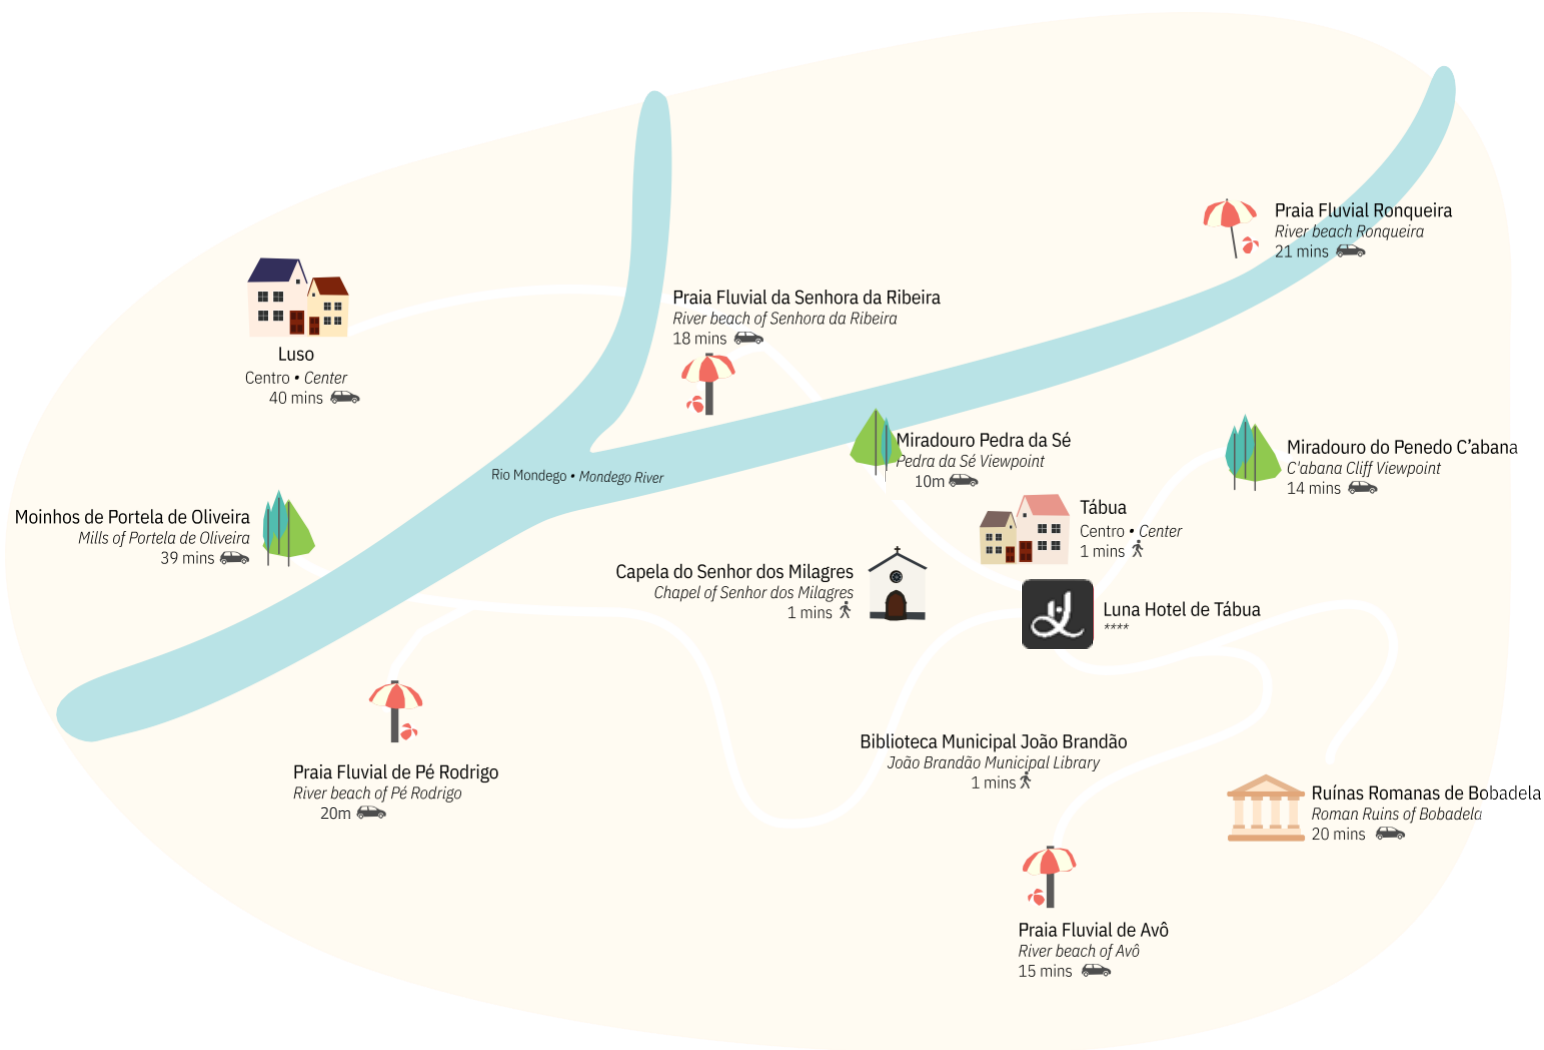 Praia Fluvial Ronqueira
River beach Ronqueira
21 mins
Praia Fluvial da Senhora da Ribeira
River beach of Senhora da Ribeira
18 mins
Luso
Centro • Center
40 mins
Miradouro Pedra da Sé
Pedra da Sé Viewpoint
10m
Miradouro do Penedo C'abana
C'abana Cliff Viewpoint
14 mins
Rio Mondego • Mondego River
Moinhos de Portela de Oliveira
Mills of Portela de Oliveira
39 mins
Tábua
Centro • Center
1 mins
Capela do Senhor dos Milagres
Chapel of Senhor dos Milagres
1 mins
Luna Hotel de Tábua
****
Biblioteca Municipal João Brandão
João Brandão Municipal Library
1 mins
Praia Fluvial de Pé Rodrigo
River beach of Pé Rodrigo
20m
Ruínas Romanas de Bobadela
Roman Ruins of Bobadela
20 mins
Praia Fluvial de Avô
River beach of Avô
15 mins